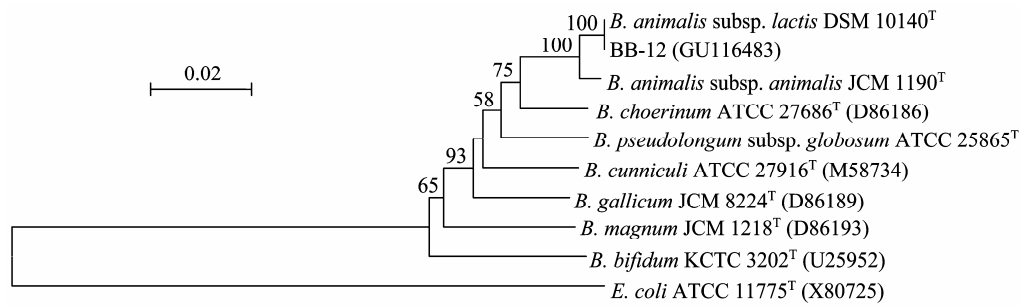 100
B. animalis subsp. lactis DSM 10140ᵀ
BB-12 (GU116483)
100
B. animalis subsp. animalis JCM 1190ᵀ
0.02
75
B. choerinum ATCC 27686ᵀ (D86186)
58
B. pseudolongum subsp. globosum ATCC 25865ᵀ
93
B. cunniculi ATCC 27916ᵀ (M58734)
65
B. gallicum JCM 8224ᵀ (D86189)
B. magnum JCM 1218ᵀ (D86193)
B. bifidum KCTC 3202ᵀ (U25952)
E. coli ATCC 11775ᵀ (X80725)